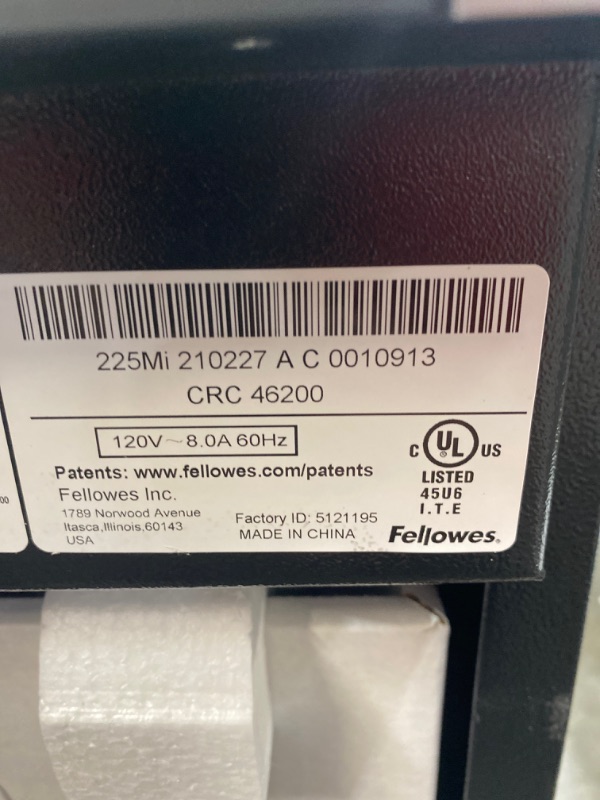 225Mi 210227 A C 0010913
CRC 46200
120V~8.0A 60Hz
Patents: www.fellowes.com/patents
Fellowes Inc.
1789 Norwood Avenue
Itasca,Illinois,60143
USA
Factory ID: 5121195
MADE IN CHINA
C UL US
LISTED
45U6
I.T.E
Fellowes.
00